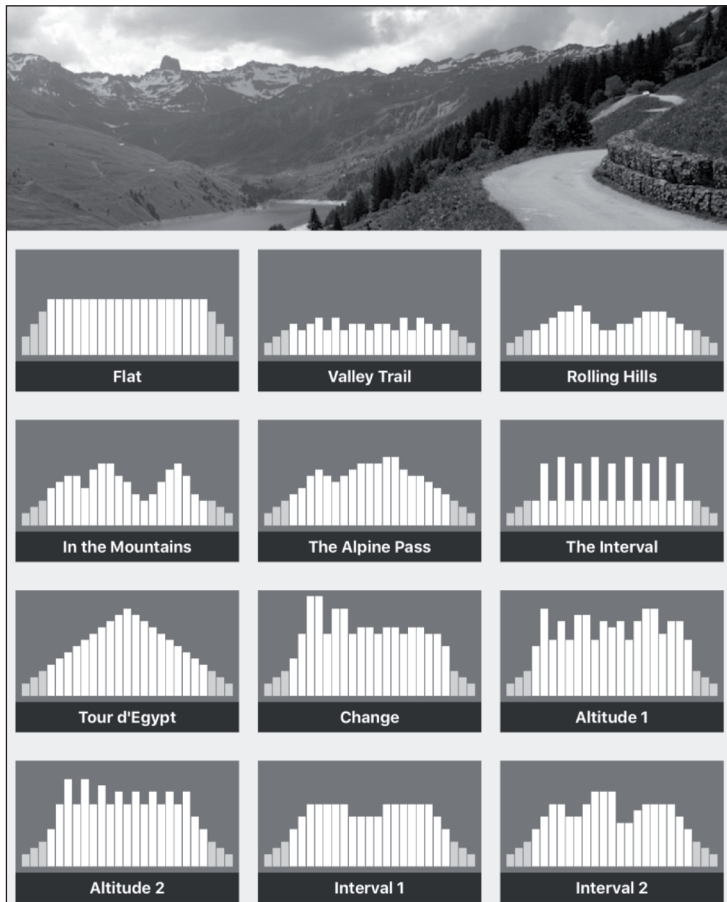 Flat
Valley Trail
Rolling Hills
In the Mountains
The Alpine Pass
The Interval
Tour d'Egypt
Change
Altitude 1
Altitude 2
Interval 1
Interval 2